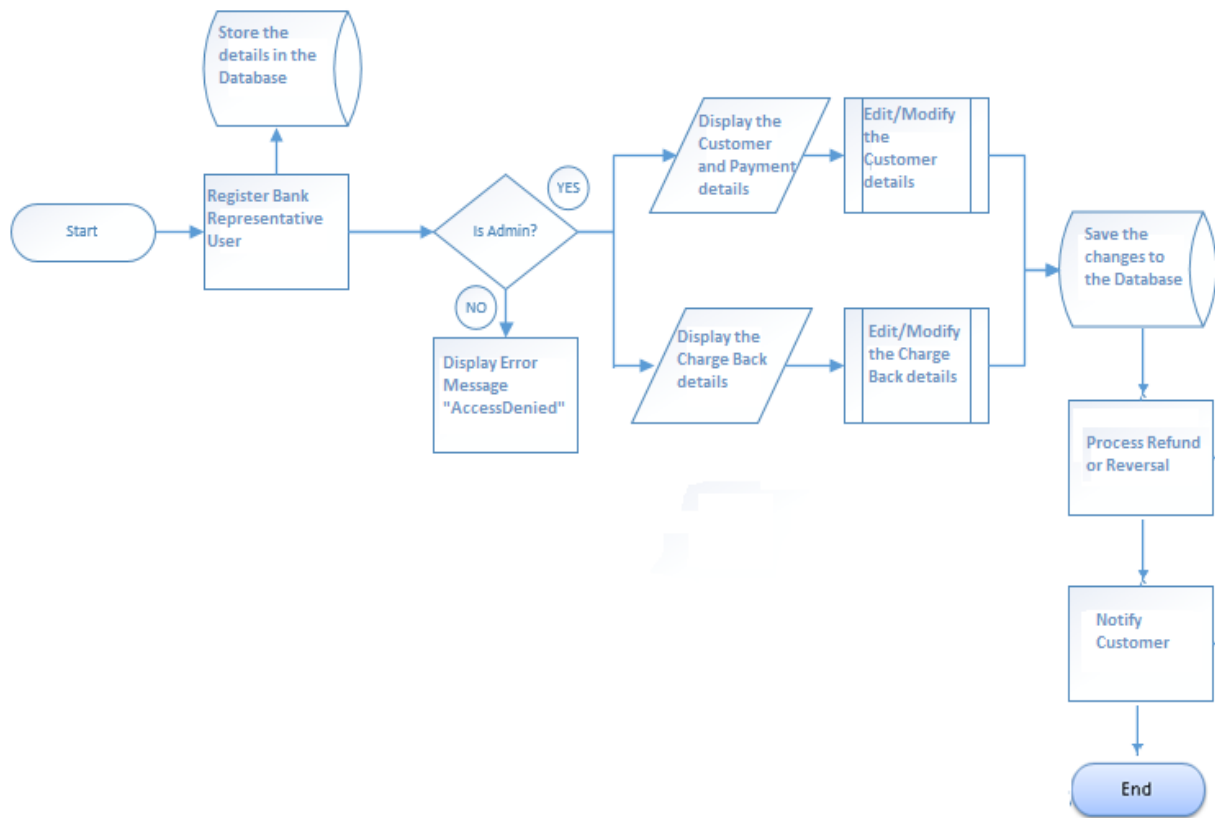 Store the
details in the
Database
Start
Register Bank
Representative
User
Is Admin?
YES
NO
Display Error
Message
"AccessDenied"
Display the
Customer
and Payment
details
Edit/Modify
the
Customer
details
Display the
Charge Back
details
Edit/Modify
the Charge
Back details
Save the
changes to
the Database
Process Refund
or Reversal
Notify
Customer
End